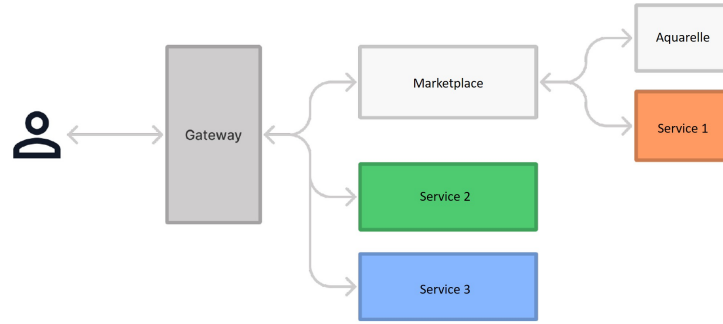 Aquarelle
Marketplace
Service 1
Gateway
Service 2
Service 3